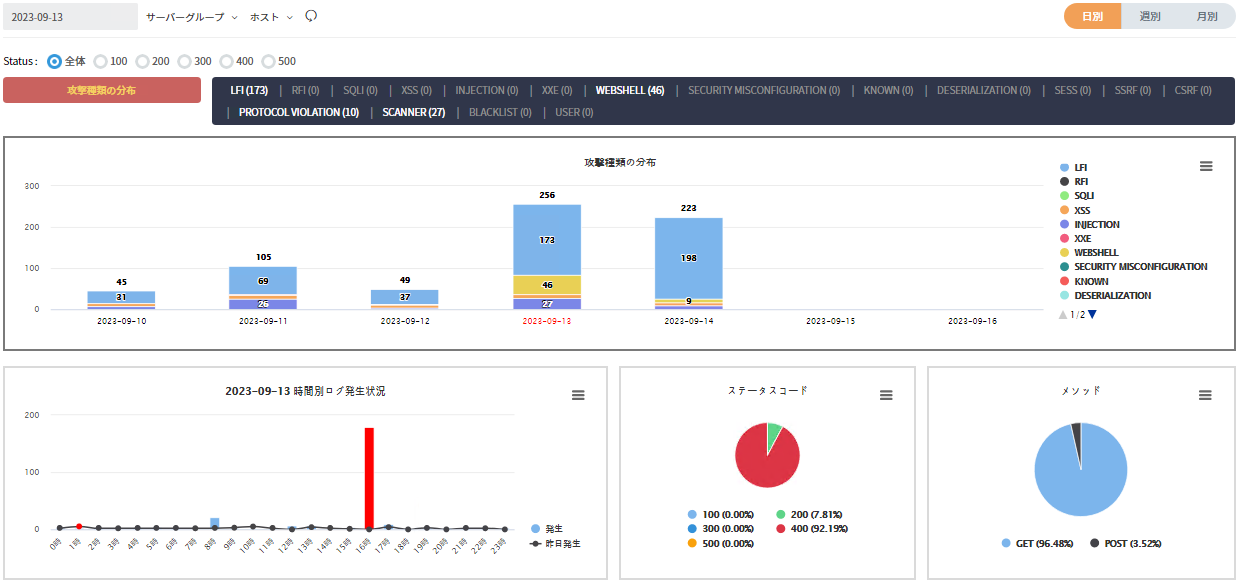 2023-09-13 サーバーグループ ホスト 日別 週別 月別
Status : 全体 100 200 300 400 500
攻撃種類の分布
LFI (173) | RFI (0) | SQLI (0) | XSS (0) | INJECTION (0) | XXE (0) | WEBSHELL (46) | SECURITY MISCONFIGURATION (0) | KNOWN (0) | DESERIALIZATION (0) | SESS (0) | SSRF (0) | CSRF (0)
| PROTOCOL VIOLATION (10) | SCANNER (27) | BLACKLIST (0) | USER (0)
攻撃種類の分布
300
200
100
0
45
31
105
69
26
49
37
256
173
46
27
223
198
9
2023-09-10 2023-09-11 2023-09-12 2023-09-13 2023-09-14 2023-09-15 2023-09-16
LFI
RFI
SQLI
XSS
INJECTION
XXE
WEBSHELL
SECURITY MISCONFIGURATION
KNOWN
DESERIALIZATION
1/2
2023-09-13 時間別ログ発生状況
200
100
0
0時 1時 2時 3時 4時 5時 6時 7時 8時 9時 10時 11時 12時 13時 14時 15時 16時 17時 18時 19時 20時 21時 22時 23時
発生
昨日発生
ステータスコード
100 (0.00%) 200 (7.81%)
300 (0.00%) 400 (92.19%)
500 (0.00%)
メソッド
GET (96.48%) POST (3.52%)